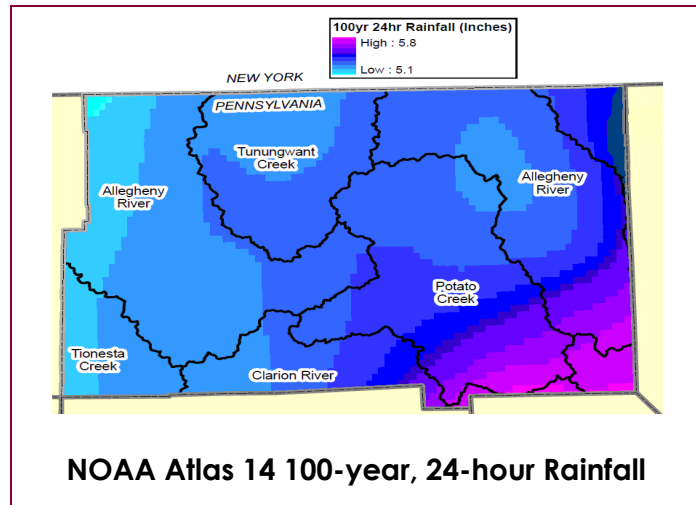 100yr 24hr Rainfall (Inches)
High : 5.8
Low : 5.1
NEW YORK
PENNSYLVANIA
Tunungwant
Creek
Allegheny
River
Allegheny
River
Potato
Creek
Tionesta
Creek
Clarion River
NOAA Atlas 14 100-year, 24-hour Rainfall